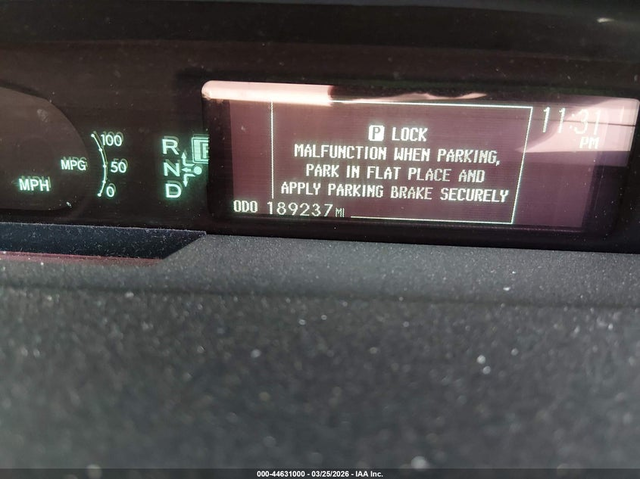 100
MPG 50
0
MPH
R
N
D
P
11:31
PM
P LOCK
MALFUNCTION WHEN PARKING,
PARK IN FLAT PLACE AND
APPLY PARKING BRAKE SECURELY
ODO 189237 MI
000-44631000 - 03/25/2026 - IAA Inc.